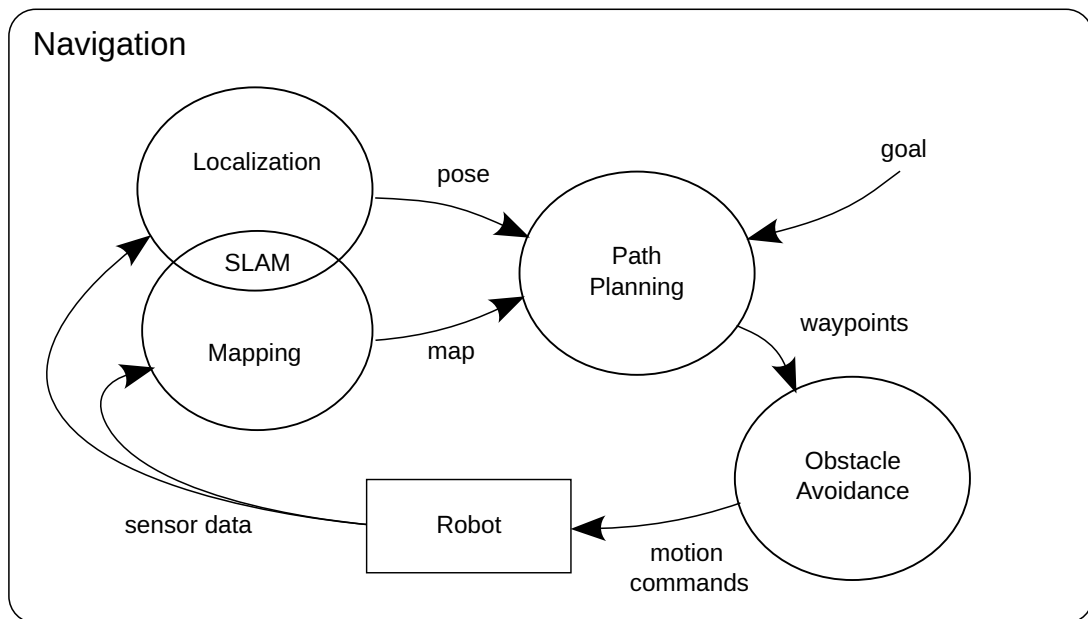 Navigation
Localization
pose
goal
SLAM
Path
Planning
Mapping
map
waypoints
Obstacle
Avoidance
sensor data
Robot
motion
commands